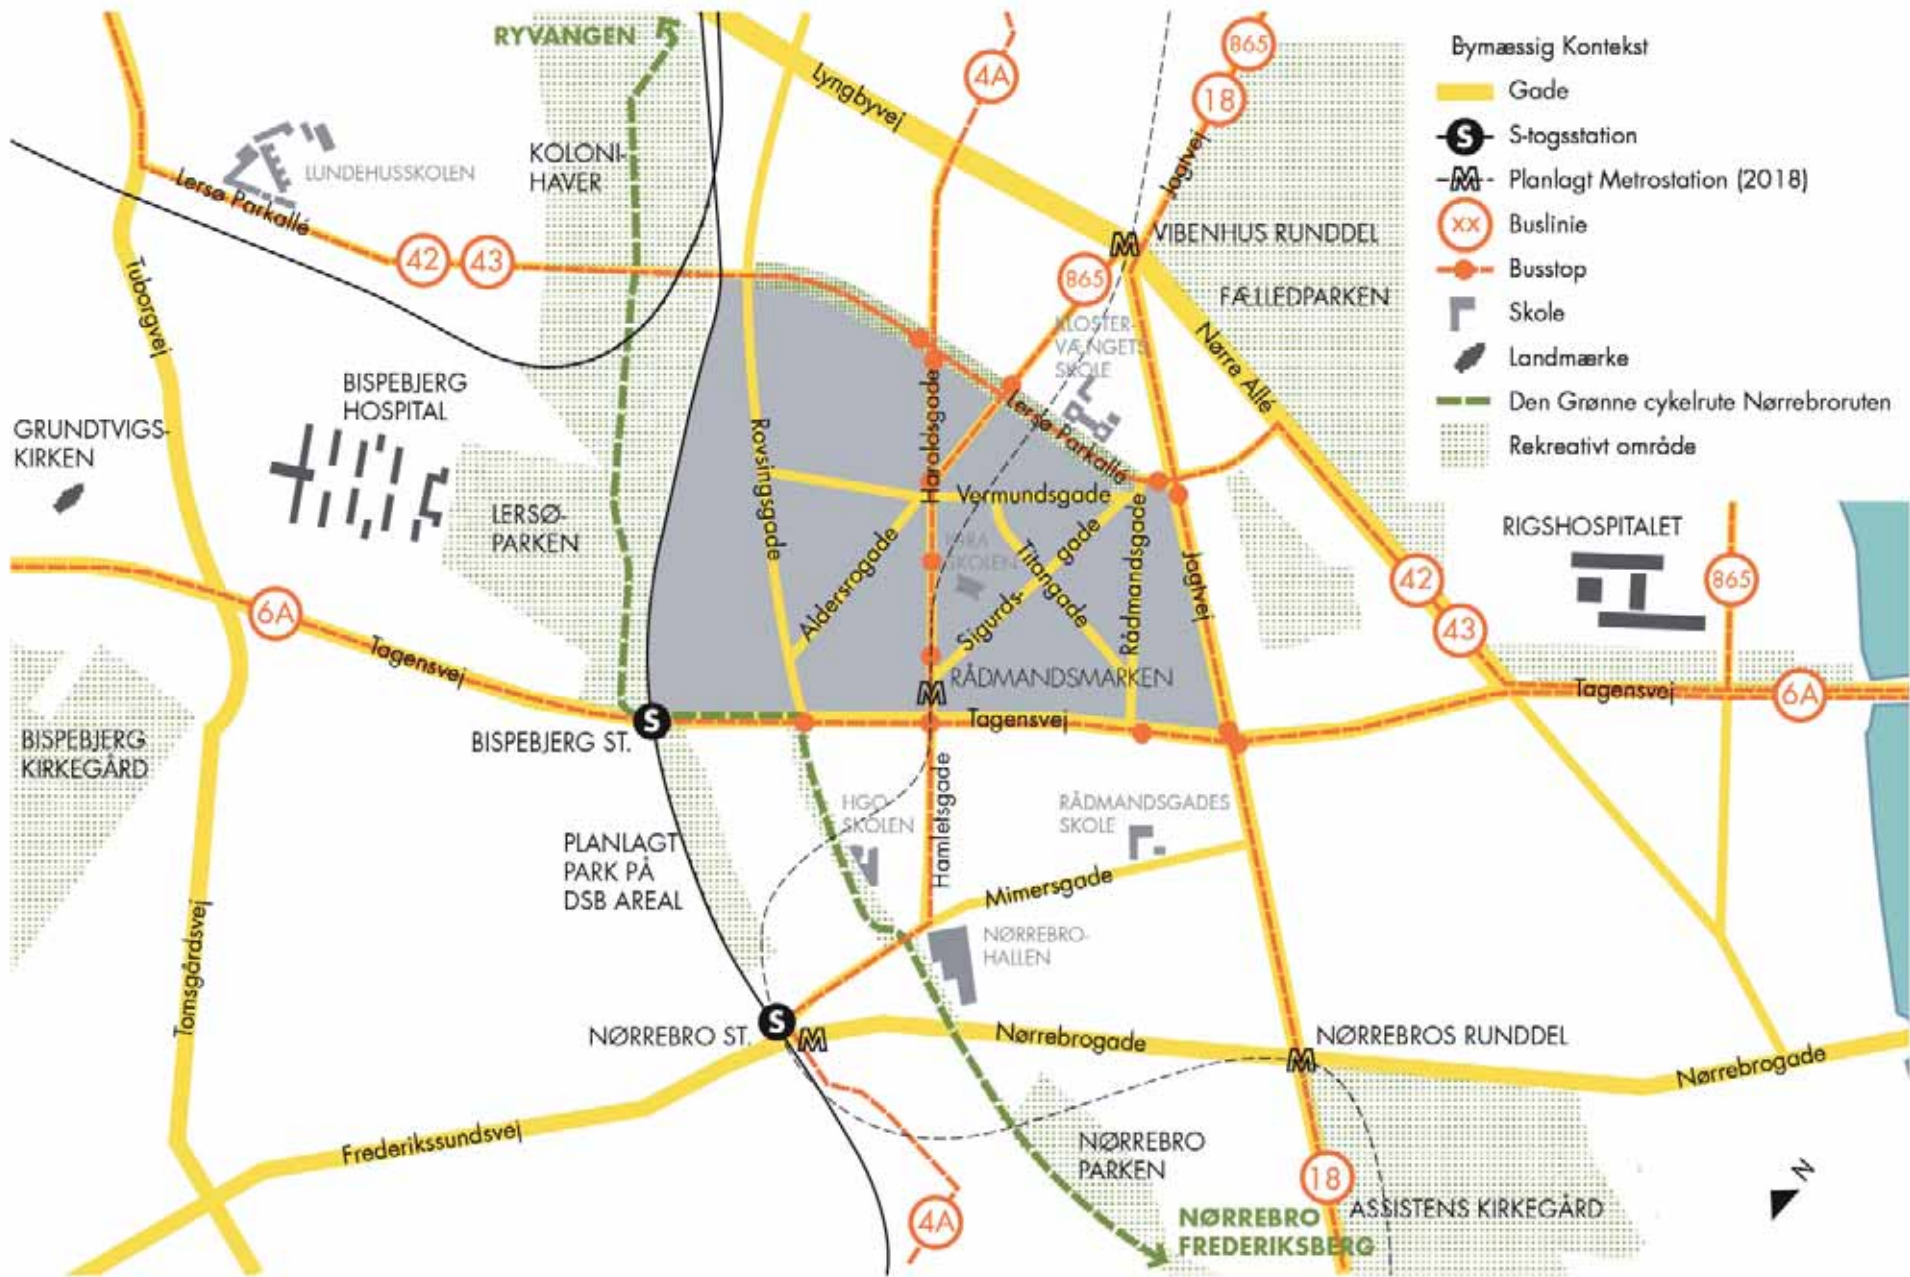 RYVANGEN
4A
865
18
Lyngbyvej
Jagtvej
KOLONI-
HAVER
LUNDEHUSSKOLEN
Lersø Parkallé
42
43
VIBENHUS RUNDDEL
M
865
FÆLLEDPARKEN
KLOSTER-
VÆNGETS
SKOLE
Tuborgvej
Nørre Allé
BISPEBJERG
HOSPITAL
GRUNDTVIGS-
KIRKEN
LERSØ-
PARKEN
Rovsingsgade
Haraldsgade
Lersø Parkallé
Vermundsgade
Aldersrogade
SKOLEN
Titangade
Sigurds-
gade
Rådmandsgade
Jagtvej
RÅDMANDSMARKEN
M
6A
Tagensvej
S
BISPEBJERG ST.
Tagensvej
42
43
RIGSHOSPITALET
865
Tagensvej
6A
BISPEBJERG
KIRKEGÅRD
HGO-
SKOLEN
Hamletsgade
RÅDMANDSGADES
SKOLE
PLANLAGT
PARK PÅ
DSB AREAL
Mimersgade
NØRREBRO-
HALLEN
Tomsgårdsvej
S
NØRREBRO ST.
M
Nørrebrogade
NØRREBROS RUNDDEL
M
Nørrebrogade
Frederikssundsvej
NØRREBRO
PARKEN
18
4A
NØRREBRO
FREDERIKSBERG
ASSISTENS KIRKEGÅRD
N
Bymæssig Kontekst
Gade
S S-togsstation
M Planlagt Metrostation (2018)
XX Buslinie
Busstop
Skole
Landmærke
Den Grønne cykelrute Nørrebroruten
Rekreativt område